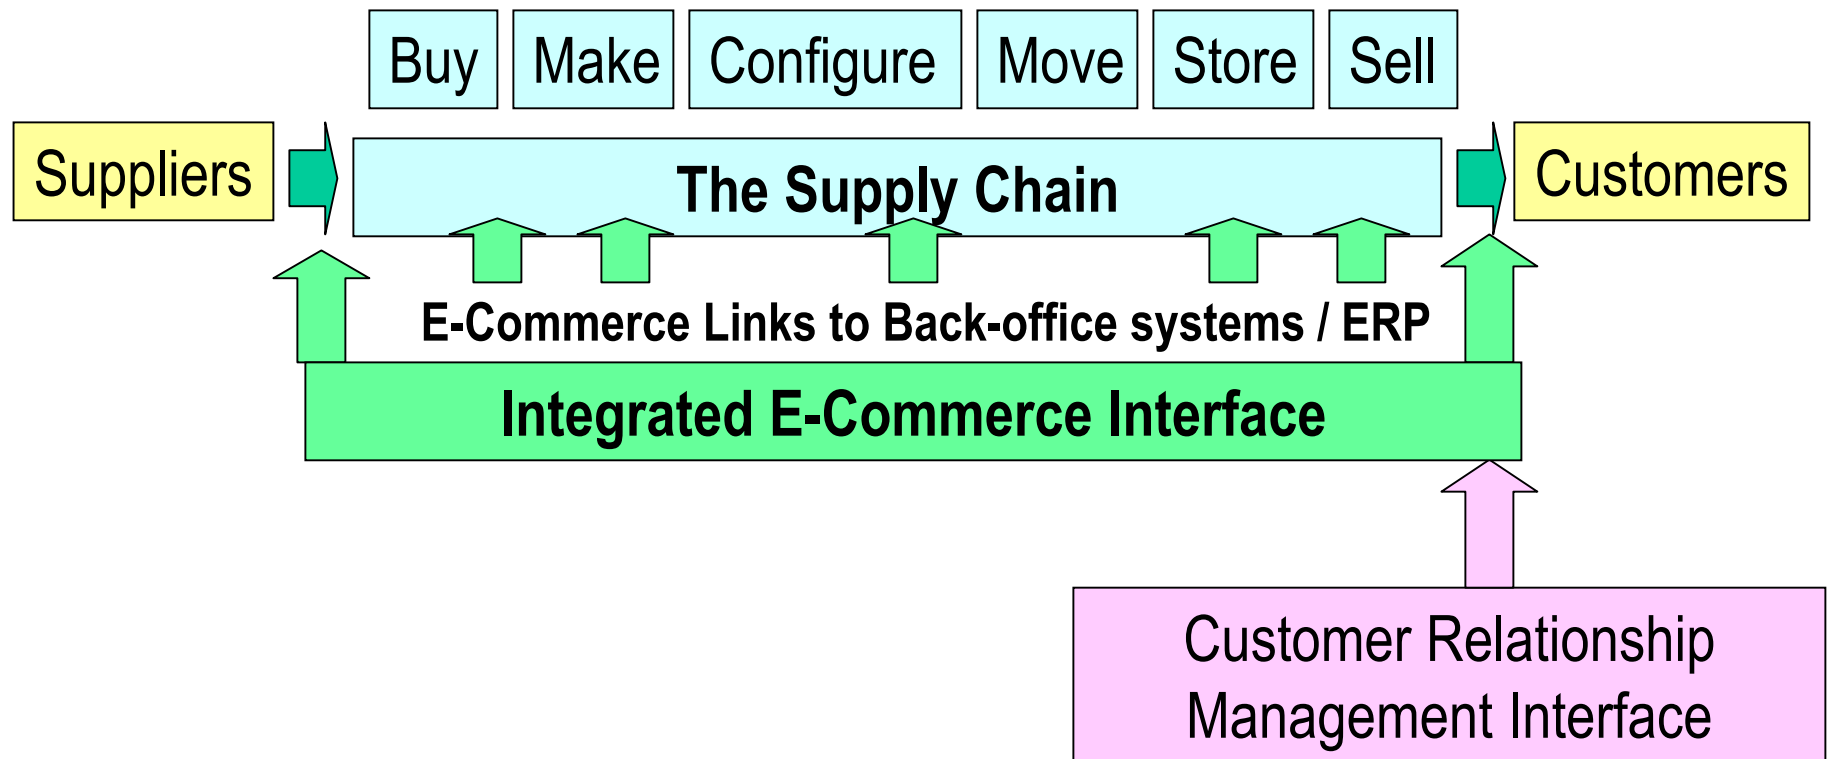 Buy
Make
Configure
Move
Store
Sell
Suppliers
The Supply Chain
Customers
E-Commerce Links to Back-office systems / ERP
Integrated E-Commerce Interface
Customer Relationship
Management Interface